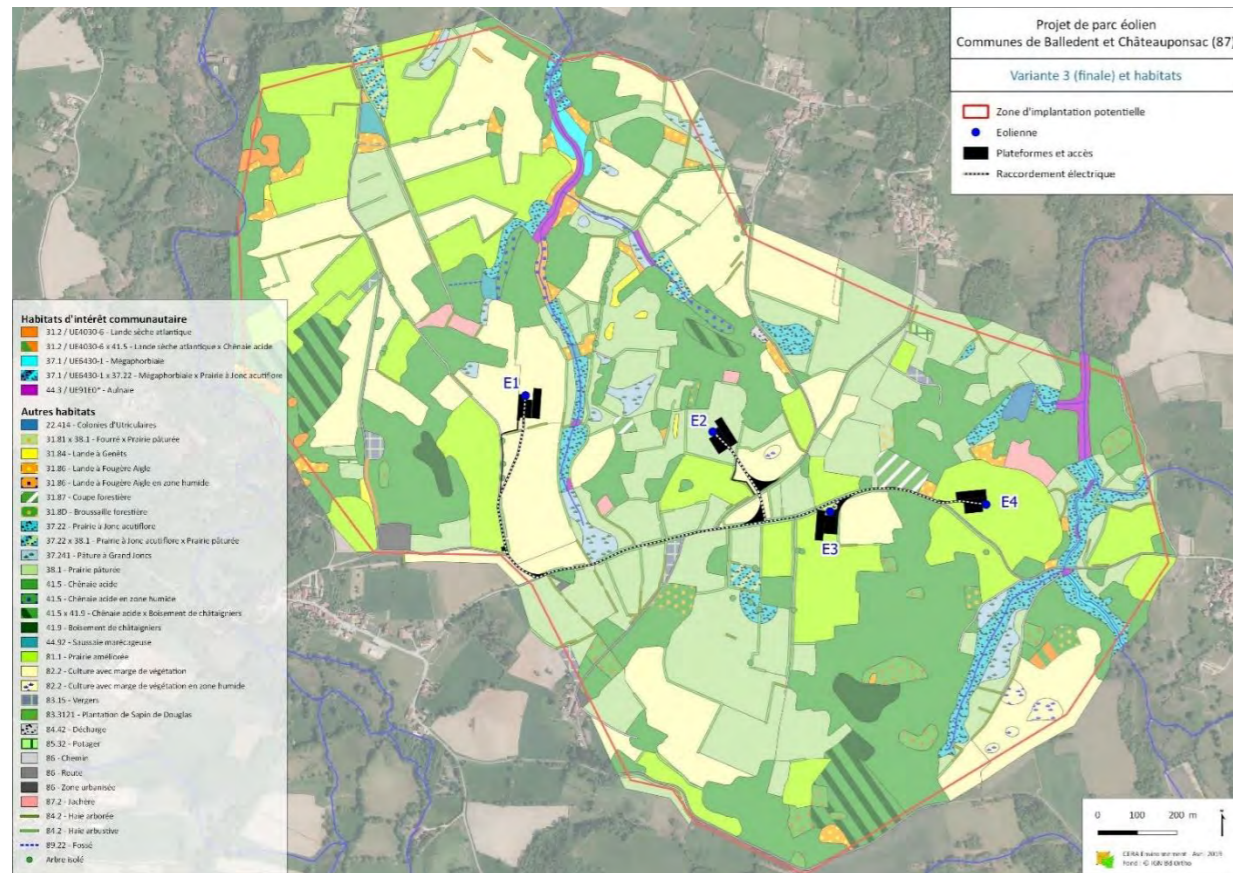 Projet de parc éolien
Communes de Balledent et Châteauponsac (87)
Variante 3 (finale) et habitats
Zone d'implantation potentielle
Eolienne
Plateformes et accès
Raccordement électrique
Habitats d'intérêt communautaire
31.2 / UE4030-6 - Lande sèche atlantique
31.2 / UE4030-6 x 41.5 - Lande sèche atlantique x Chênaie acide
37.1 / UE6430-1 - Mégaphorbiaie
37.1 / UE6430-1 x 37.22 - Mégaphorbiaie x Prairie à Jonc acutiflore
44.3 / UE91E0* - Aulnaie
Autres habitats
22.414 - Colonies d'Utriculaires
31.81 x 38.1 - Fourré x Prairie pâturée
31.84 - Lande à Genêts
31.86 - Lande à Fougère Aigle
31.86 - Lande à Fougère Aigle en zone humide
31.87 - Coupe forestière
31.8D - Broussaille forestière
37.22 - Prairie à Jonc acutiflore
37.22 x 38.1 - Prairie à Jonc acutiflore x Prairie pâturée
37.241 - Pâture à Grand Joncs
38.1 - Prairie pâturée
41.5 - Chênaie acide
41.5 - Chênaie acide en zone humide
41.5 x 41.9 - Chênaie acide x Boisement de châtaigniers
41.9 - Boisement de châtaigniers
44.92 - Saussaie marécageuse
81.1 - Prairie améliorée
82.2 - Culture avec marge de végétation
82.2 - Culture avec marge de végétation en zone humide
83.15 - Vergers
83.3121 - Plantation de Sapin de Douglas
84.42 - Décharge
85.32 - Potager
86 - Chemin
86 - Route
86 - Zone urbanisée
87.2 - Jachère
84.2 - Haie arborée
84.2 - Haie arbustive
89.22 - Fossé
Arbre isolé
E1
E2
E3
E4
0 100 200 m
CERA Environnement - Avril 2019
Fond : © IGN BD Ortho